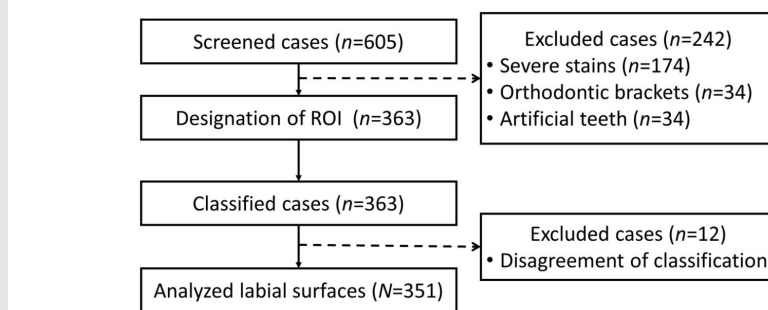 Screened cases (n=605)
Excluded cases (n=242)
• Severe stains (n=174)
• Orthodontic brackets (n=34)
• Artificial teeth (n=34)
Designation of ROI (n=363)
Classified cases (n=363)
Excluded cases (n=12)
• Disagreement of classification
Analyzed labial surfaces (N=351)